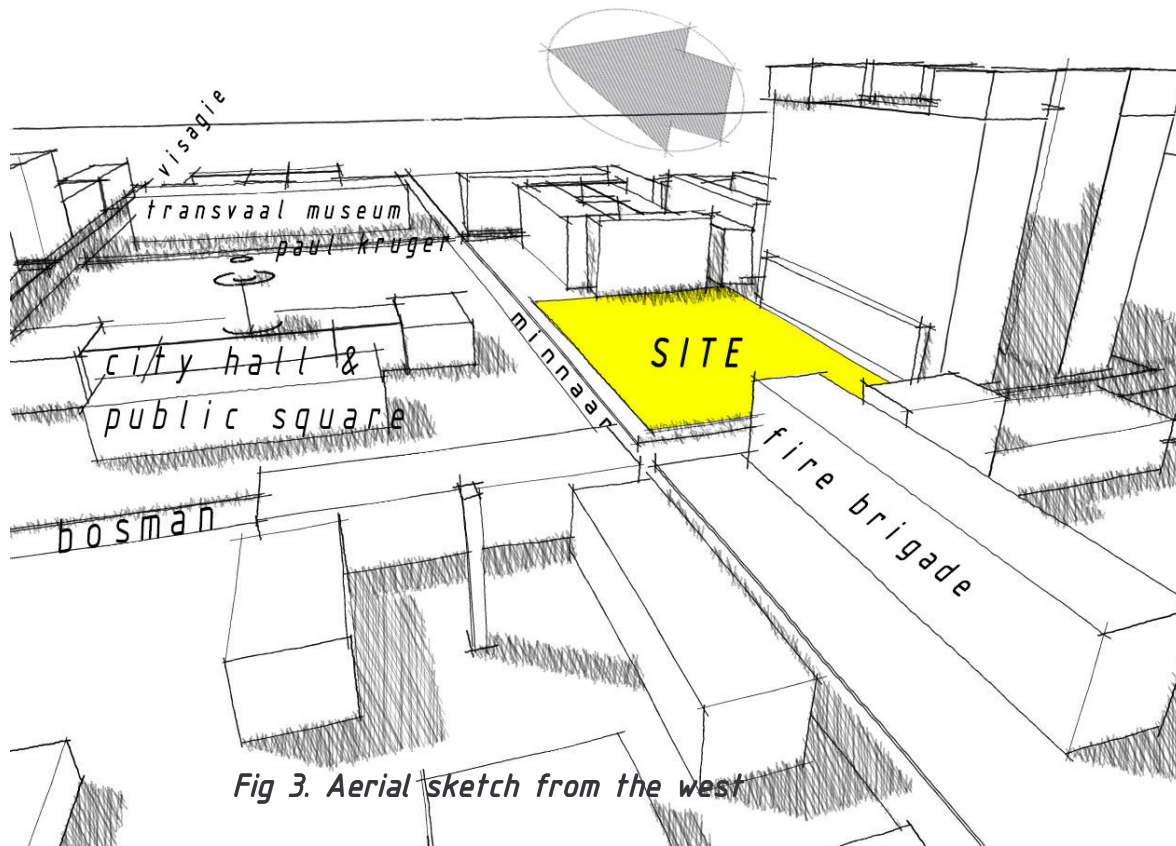 visagie
transvaal museum
paul kruger
minnaar
SITE
city hall &
public square
fire brigade
bosman
Fig 3. Aerial sketch from the west